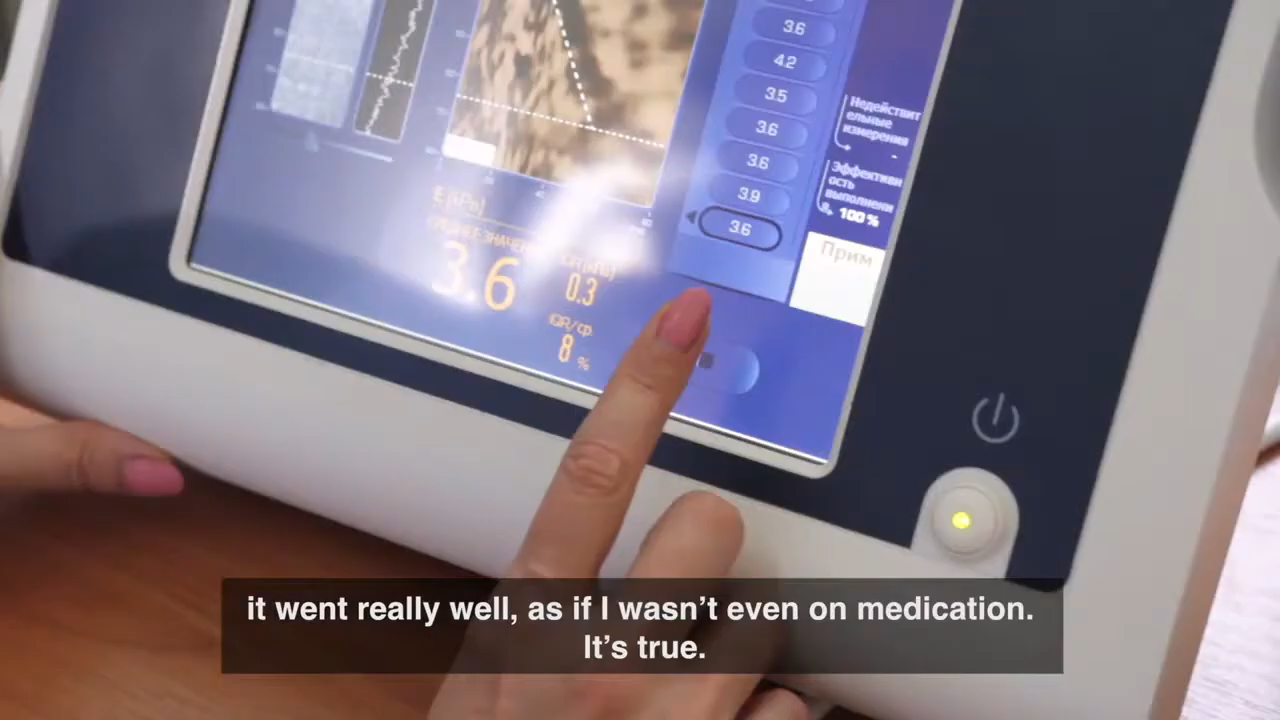 3.6
4.2
3.5
3.6
3.6
3.9
3.6
Недействит
ельные
измерения
-
Эффективн
ость
выполнени
я
100 %
Прим
E (кРа)
3.6
0.3
IQR/ср.
8 %
it went really well, as if I wasn’t even on medication.
It’s true.